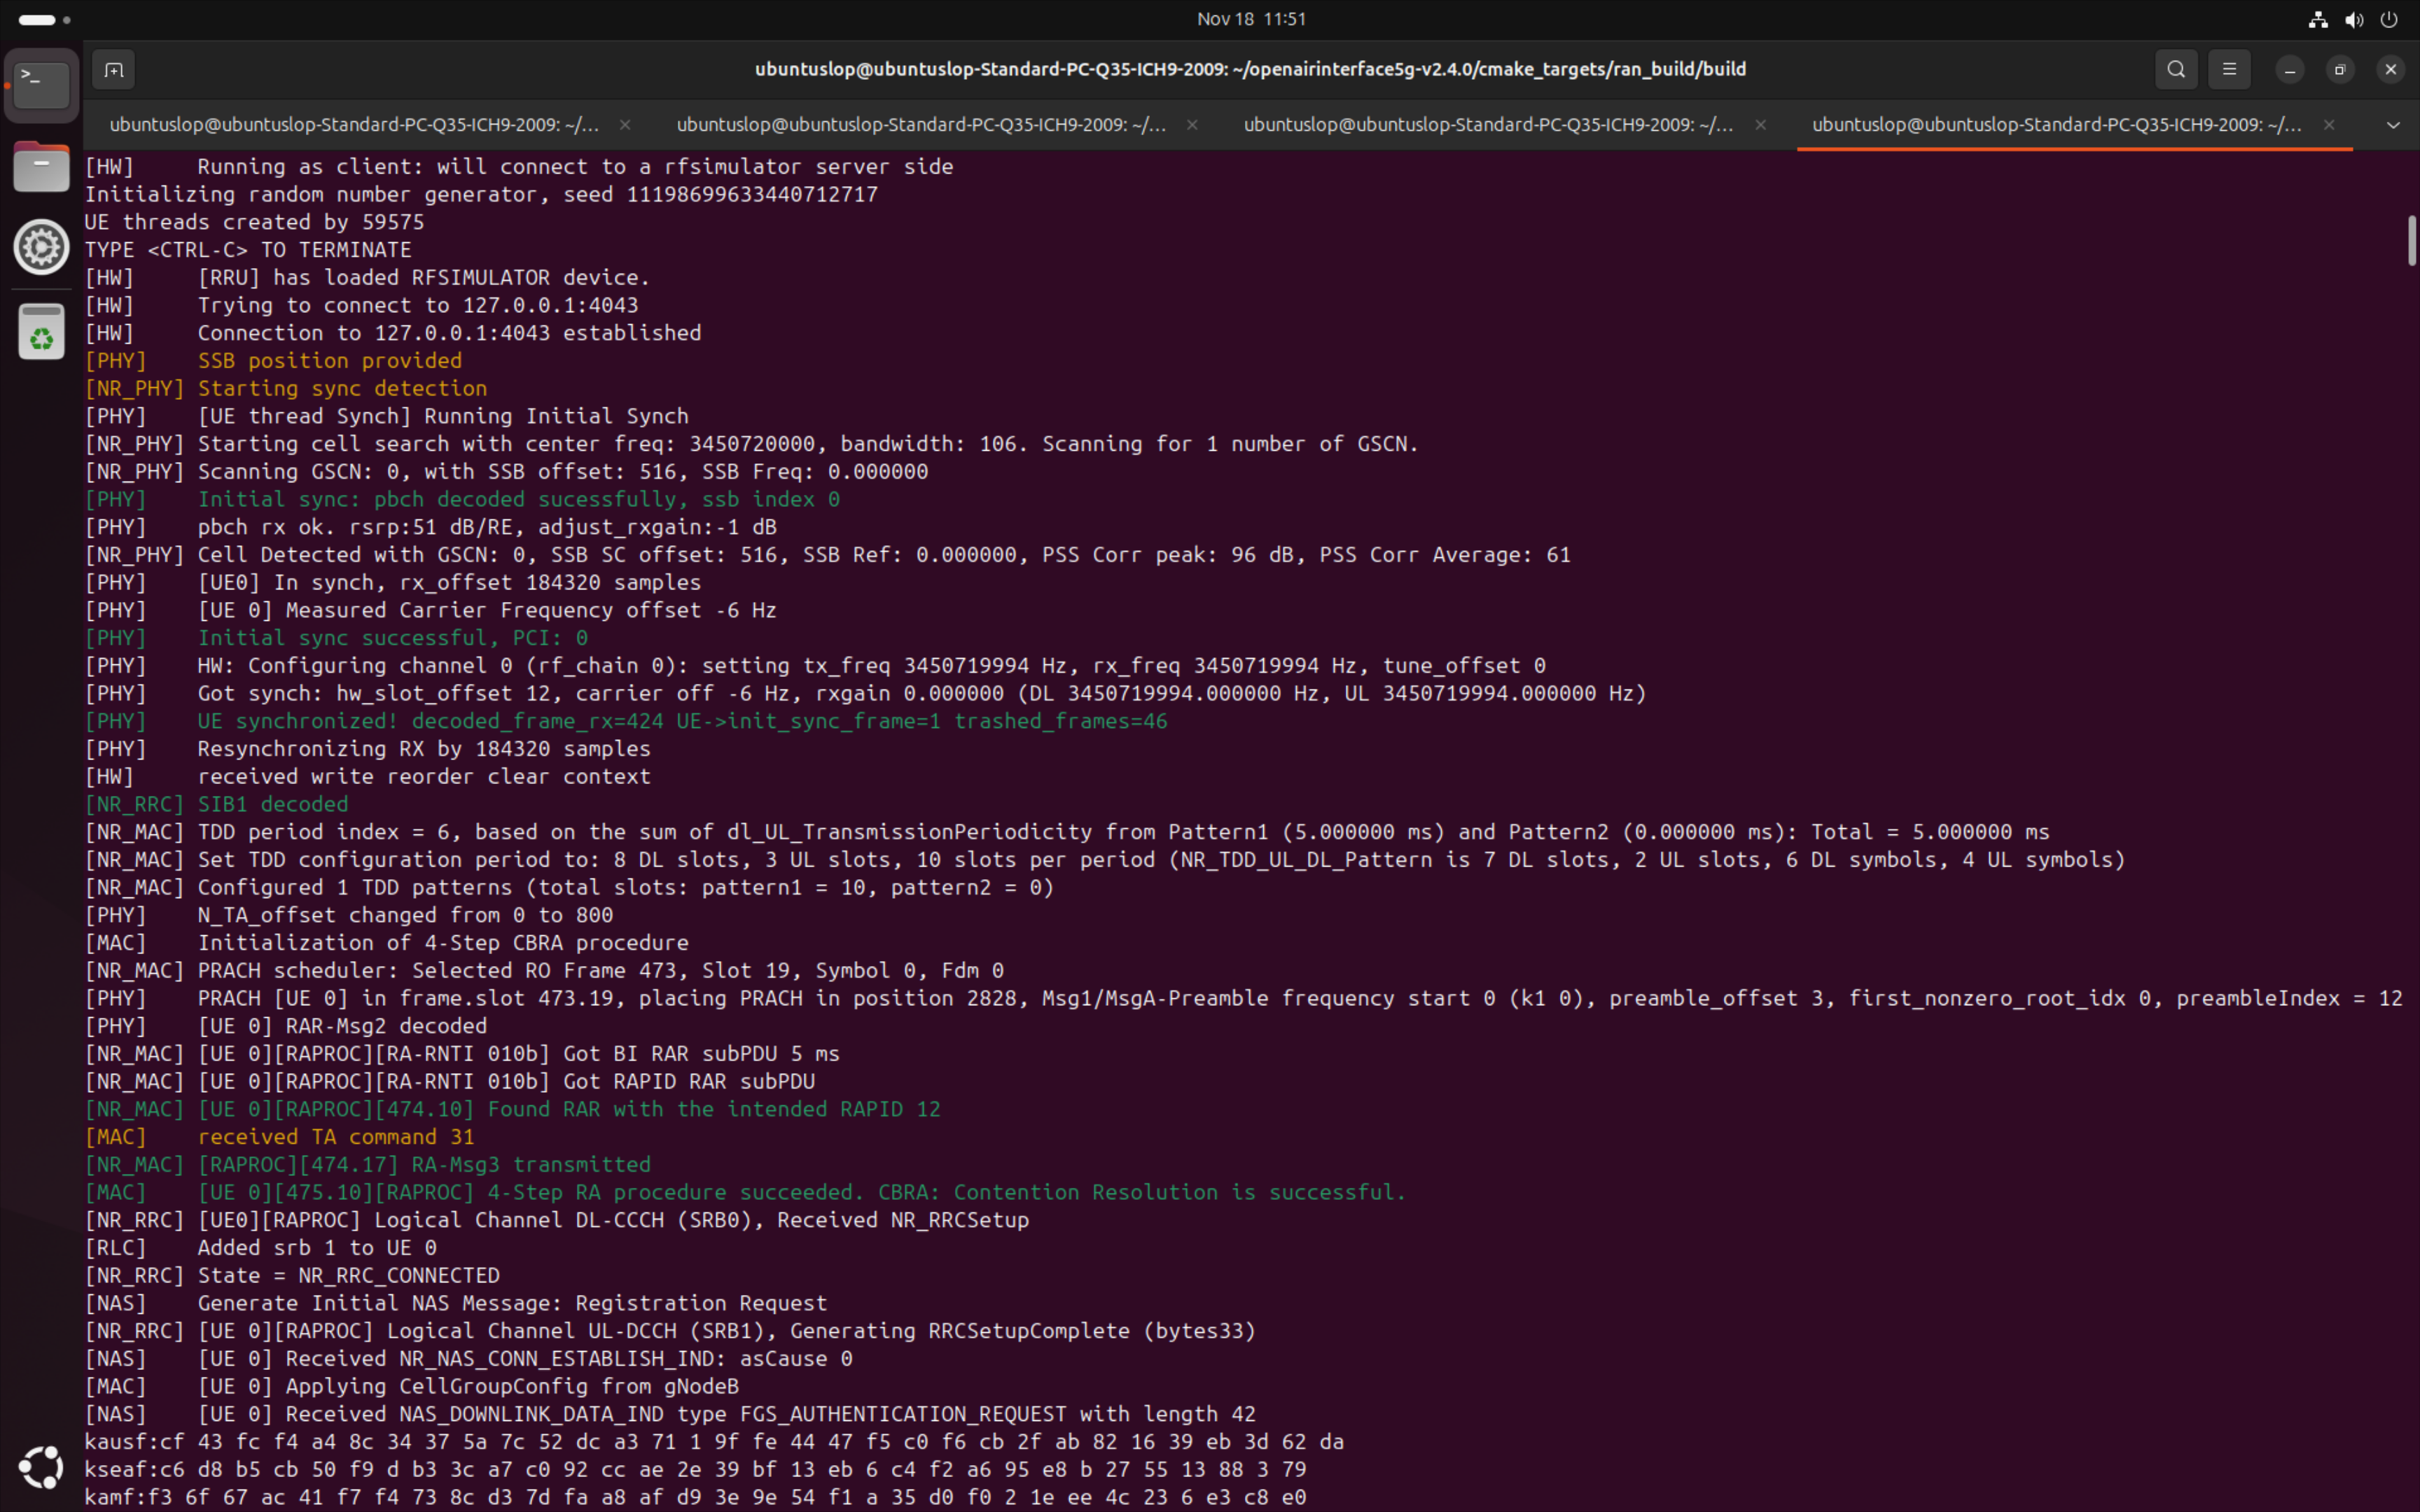 Nov 18 11:51
ubuntuslop@ubuntuslop-Standard-PC-Q35-ICH9-2009: ~/openairinterface5g-v2.4.0/cmake_targets/ran_build/build
ubuntuslop@ubuntuslop-Standard-PC-Q35-ICH9-2009: ~/... ubuntuslop@ubuntuslop-Standard-PC-Q35-ICH9-2009: ~/... ubuntuslop@ubuntuslop-Standard-PC-Q35-ICH9-2009: ~/... ubuntuslop@ubuntuslop-Standard-PC-Q35-ICH9-2009: ~/...
[HW] Running as client: will connect to a rfsimulator server side
Initializing random number generator, seed 11198699633440712717
UE threads created by 59575
TYPE <CTRL-C> TO TERMINATE
[HW] [RRU] has loaded RFSIMULATOR device.
[HW] Trying to connect to 127.0.0.1:4043
[HW] Connection to 127.0.0.1:4043 established
[PHY] SSB position provided
[NR_PHY] Starting sync detection
[PHY] [UE thread Synch] Running Initial Synch
[NR_PHY] Starting cell search with center freq: 3450720000, bandwidth: 106. Scanning for 1 number of GSCN.
[NR_PHY] Scanning GSCN: 0, with SSB offset: 516, SSB Freq: 0.000000
[PHY] Initial sync: pbch decoded sucessfully, ssb index 0
[PHY] pbch rx ok. rsrp:51 dB/RE, adjust_rxgain:-1 dB
[NR_PHY] Cell Detected with GSCN: 0, SSB SC offset: 516, SSB Ref: 0.000000, PSS Corr peak: 96 dB, PSS Corr Average: 61
[PHY] [UE0] In synch, rx_offset 184320 samples
[PHY] [UE 0] Measured Carrier Frequency offset -6 Hz
[PHY] Initial sync successful, PCI: 0
[PHY] HW: Configuring channel 0 (rf_chain 0): setting tx_freq 3450719994 Hz, rx_freq 3450719994 Hz, tune_offset 0
[PHY] Got synch: hw_slot_offset 12, carrier off -6 Hz, rxgain 0.000000 (DL 3450719994.000000 Hz, UL 3450719994.000000 Hz)
[PHY] UE synchronized! decoded_frame_rx=424 UE->init_sync_frame=1 trashed_frames=46
[PHY] Resynchronizing RX by 184320 samples
[HW] received write reorder clear context
[NR_RRC] SIB1 decoded
[NR_MAC] TDD period index = 6, based on the sum of dl_UL_TransmissionPeriodicity from Pattern1 (5.000000 ms) and Pattern2 (0.000000 ms): Total = 5.000000 ms
[NR_MAC] Set TDD configuration period to: 8 DL slots, 3 UL slots, 10 slots per period (NR_TDD_UL_DL_Pattern is 7 DL slots, 2 UL slots, 6 DL symbols, 4 UL symbols)
[NR_MAC] Configured 1 TDD patterns (total slots: pattern1 = 10, pattern2 = 0)
[PHY] N_TA_offset changed from 0 to 800
[MAC] Initialization of 4-Step CBRA procedure
[NR_MAC] PRACH scheduler: Selected RO Frame 473, Slot 19, Symbol 0, Fdm 0
[PHY] PRACH [UE 0] in frame.slot 473.19, placing PRACH in position 2828, Msg1/MsgA-Preamble frequency start 0 (k1 0), preamble_offset 3, first_nonzero_root_idx 0, preambleIndex = 12
[PHY] [UE 0] RAR-Msg2 decoded
[NR_MAC] [UE 0][RAPROC][RA-RNTI 010b] Got BI RAR subPDU 5 ms
[NR_MAC] [UE 0][RAPROC][RA-RNTI 010b] Got RAPID RAR subPDU
[NR_MAC] [UE 0][RAPROC][474.10] Found RAR with the intended RAPID 12
[MAC] received TA command 31
[NR_MAC] [RAPROC][474.17] RA-Msg3 transmitted
[MAC] [UE 0][475.10][RAPROC] 4-Step RA procedure succeeded. CBRA: Contention Resolution is successful.
[NR_RRC] [UE0][RAPROC] Logical Channel DL-CCCH (SRB0), Received NR_RRCSetup
[RLC] Added srb 1 to UE 0
[NR_RRC] State = NR_RRC_CONNECTED
[NAS] Generate Initial NAS Message: Registration Request
[NR_RRC] [UE 0][RAPROC] Logical Channel UL-DCCH (SRB1), Generating RRCSetupComplete (bytes33)
[NAS] [UE 0] Received NR_NAS_CONN_ESTABLISH_IND: asCause 0
[MAC] [UE 0] Applying CellGroupConfig from gNodeB
[NAS] [UE 0] Received NAS_DOWNLINK_DATA_IND type FGS_AUTHENTICATION_REQUEST with length 42
kausf:cf 43 fc f4 a4 8c 34 37 5a 7c 52 dc a3 71 1 9f fe 44 47 f5 c0 f6 cb 2f ab 82 16 39 eb 3d 62 da
kseaf:c6 d8 b5 cb 50 f9 d b3 3c a7 c0 92 cc ae 2e 39 bf 13 eb 6 c4 f2 a6 95 e8 b 27 55 13 88 3 79
kamf:f3 6f 67 ac 41 f7 f4 73 8c d3 7d fa a8 af d9 3e 9e 54 f1 a 35 d0 f0 2 1e ee 4c 23 6 e3 c8 e0